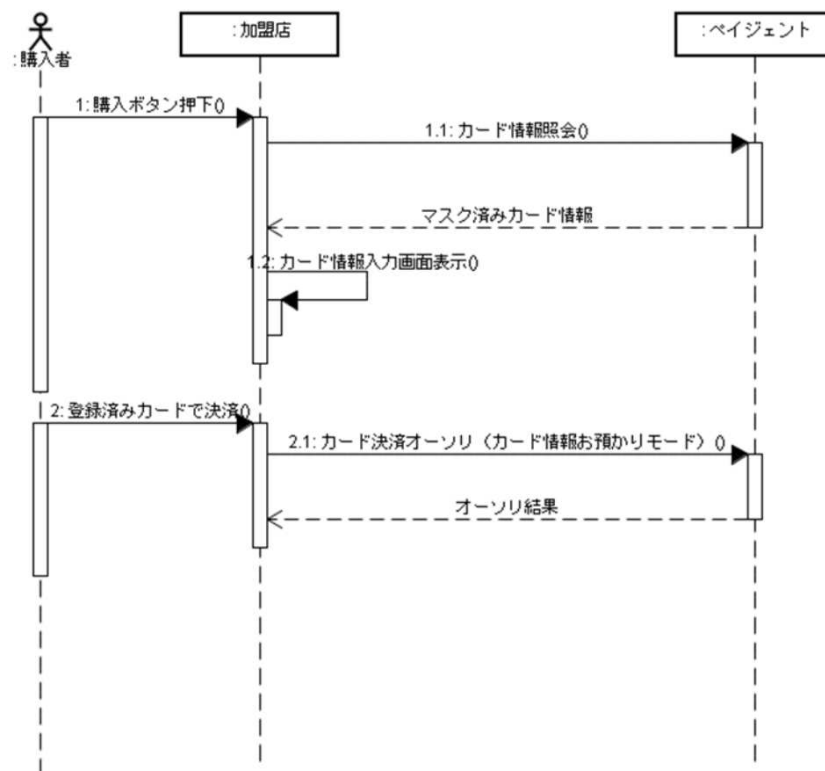 : 加盟店
: ペイジェント
: 購入者
1: 購入ボタン押下()
1.1: カード情報照会()
マスク済みカード情報
1.2: カード情報入力画面表示()
2: 登録済みカードで決済()
2.1: カード決済オーソリ（カード情報お預かりモード）()
オーソリ結果